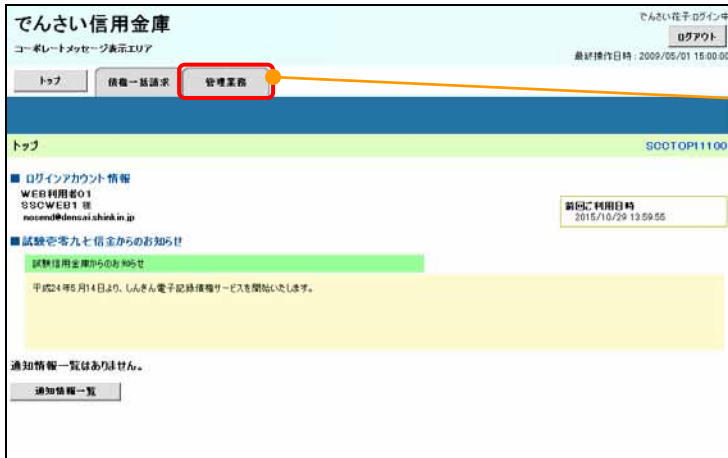 でんさい信用金庫
でんさい花子:ログイン中
ログアウト
コーポレートメッセージ表示エリア
最終操作日時:2009/05/01 15:00:00
トップ 債権一括請求 管理業務
トップ SCCTOP11100
■ ログインアカウント情報
WEB利用者01
SSCWEB1 様
nosend@densai.shinkin.jp
前回ご利用日時
2015/10/29 13:59:55
■試験壱零九七信金からのお知らせ
試験信用金庫からのお知らせ
平成24年5月14日より、しんきん電子記録債権サービスを開始いたします。
通知情報一覧はありません。
通知情報一覧